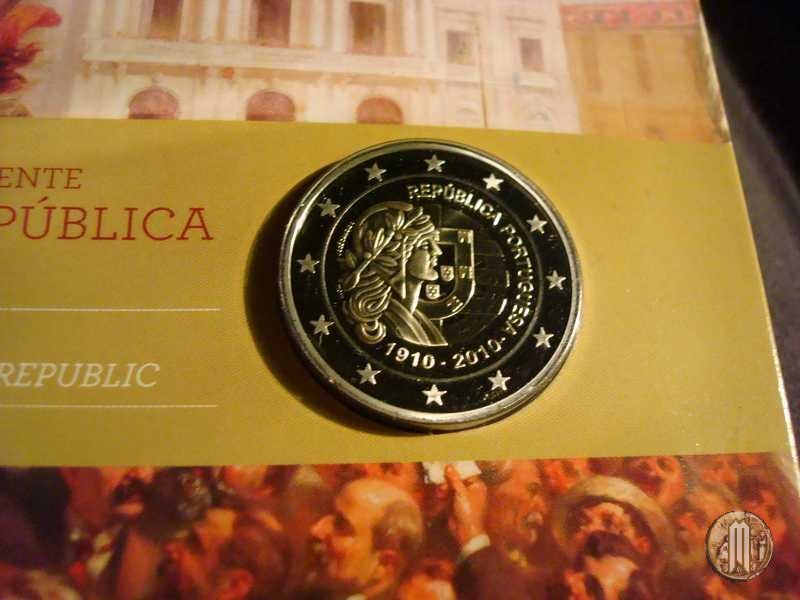 ENTE
PÚBLICA
REPUBLIC
REPÚBLICA PORTUGUESA
1910 - 2010
M